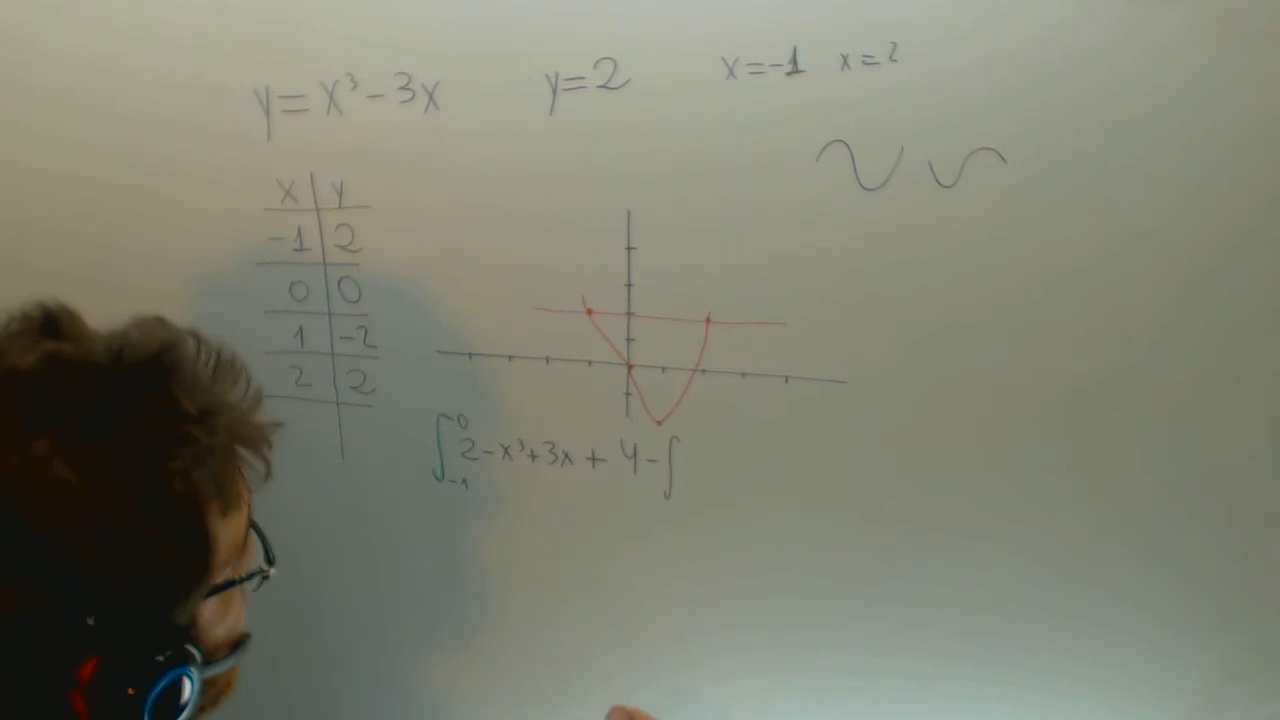 y=x³-3x y=2 x=-1 x=2
x y
-1 2
0 0
1 -2
2 2
∫₋₁⁰ 2-x³+3x + 4-∫